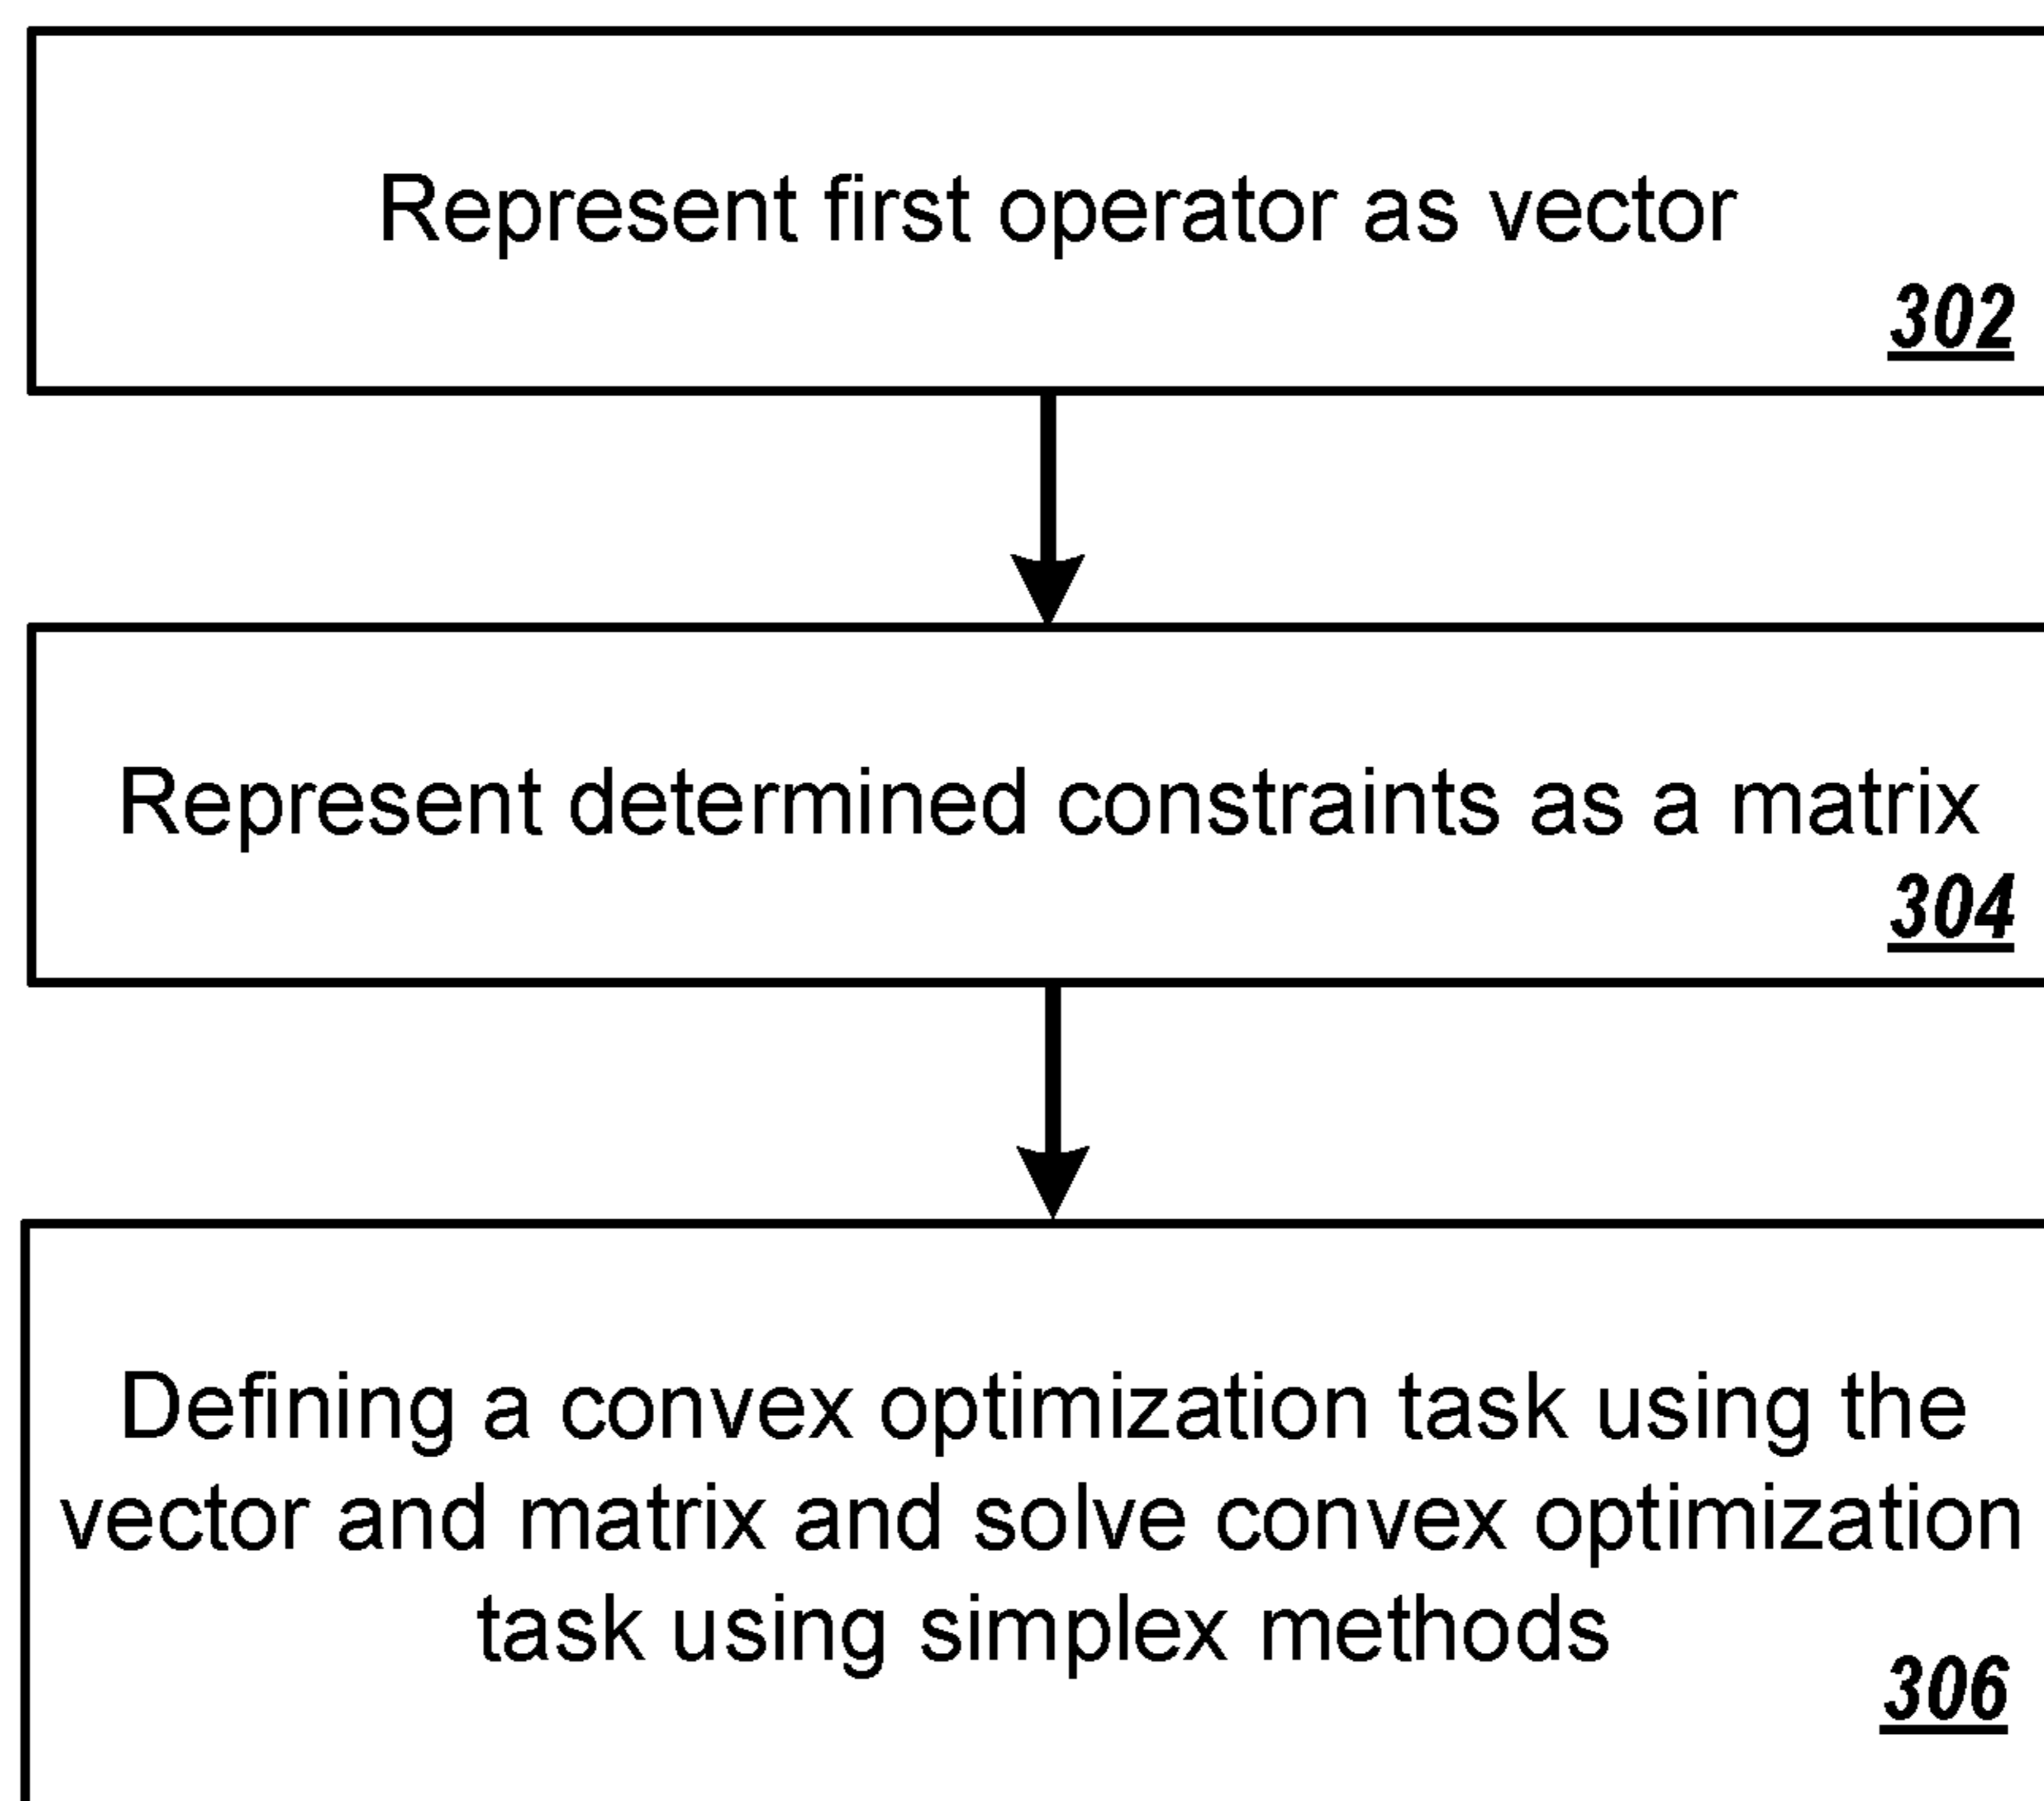 Represent first operator as vector
302
Represent determined constraints as a matrix
304
Defining a convex optimization task using the
vector and matrix and solve convex optimization
task using simplex methods
306